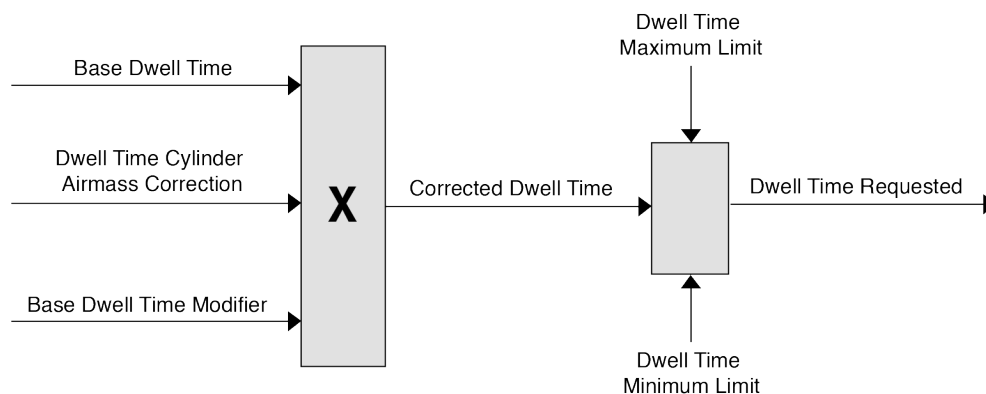 Dwell Time
Maximum Limit
Base Dwell Time
Dwell Time Cylinder
Airmass Correction
X
Corrected Dwell Time
Dwell Time Requested
Base Dwell Time Modifier
Dwell Time
Minimum Limit